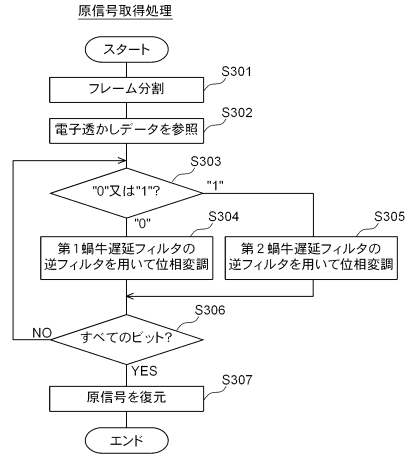 原信号取得処理
スタート
S301
フレーム分割
S302
電子透かしデータを参照
S303
"0"又は"1"?
"1"
"0"
S304
第1蝸牛遅延フィルタの
逆フィルタを用いて位相変調
S305
第2蝸牛遅延フィルタの
逆フィルタを用いて位相変調
S306
すべてのビット?
NO
YES
S307
原信号を復元
エンド